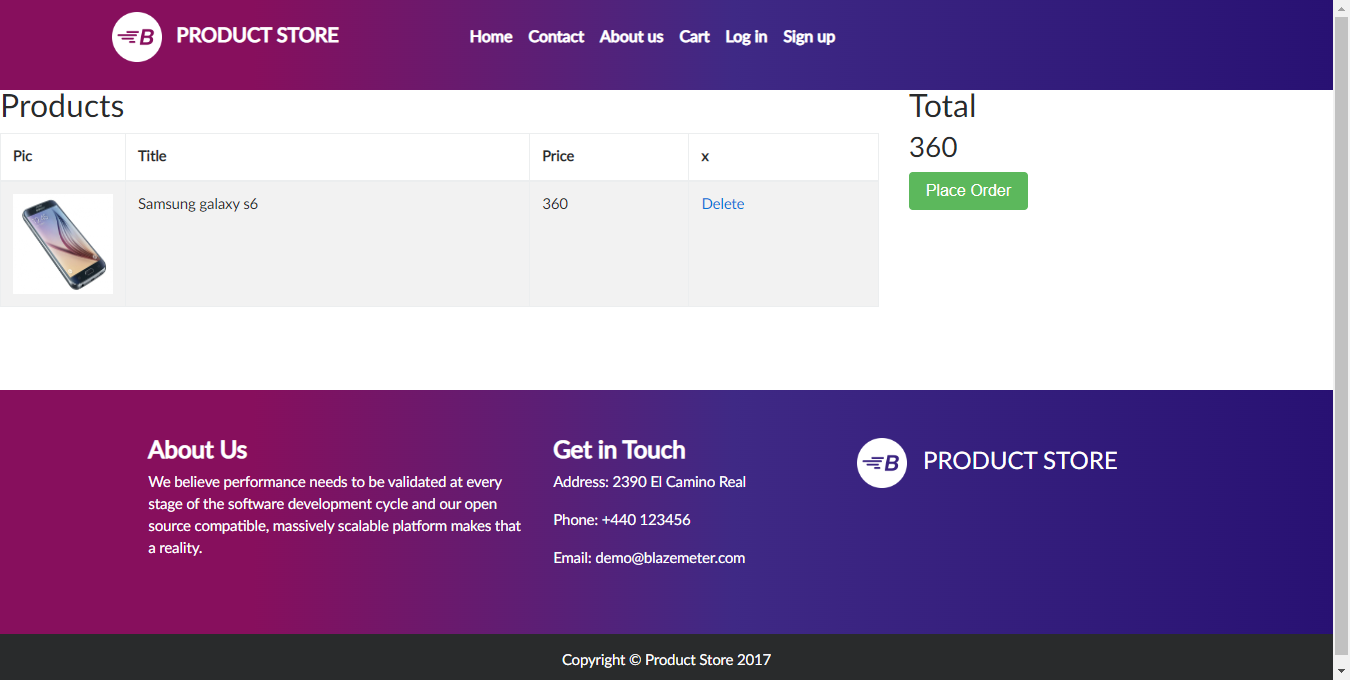 B PRODUCT STORE
Home Contact About us Cart Log in Sign up
Products
Pic Title Price x
Samsung galaxy s6 360 Delete
Total
360
Place Order
About Us
We believe performance needs to be validated at every
stage of the software development cycle and our open
source compatible, massively scalable platform makes that
a reality.
Get in Touch
Address: 2390 El Camino Real
Phone: +440 123456
Email: demo@blazemeter.com
B PRODUCT STORE
Copyright © Product Store 2017